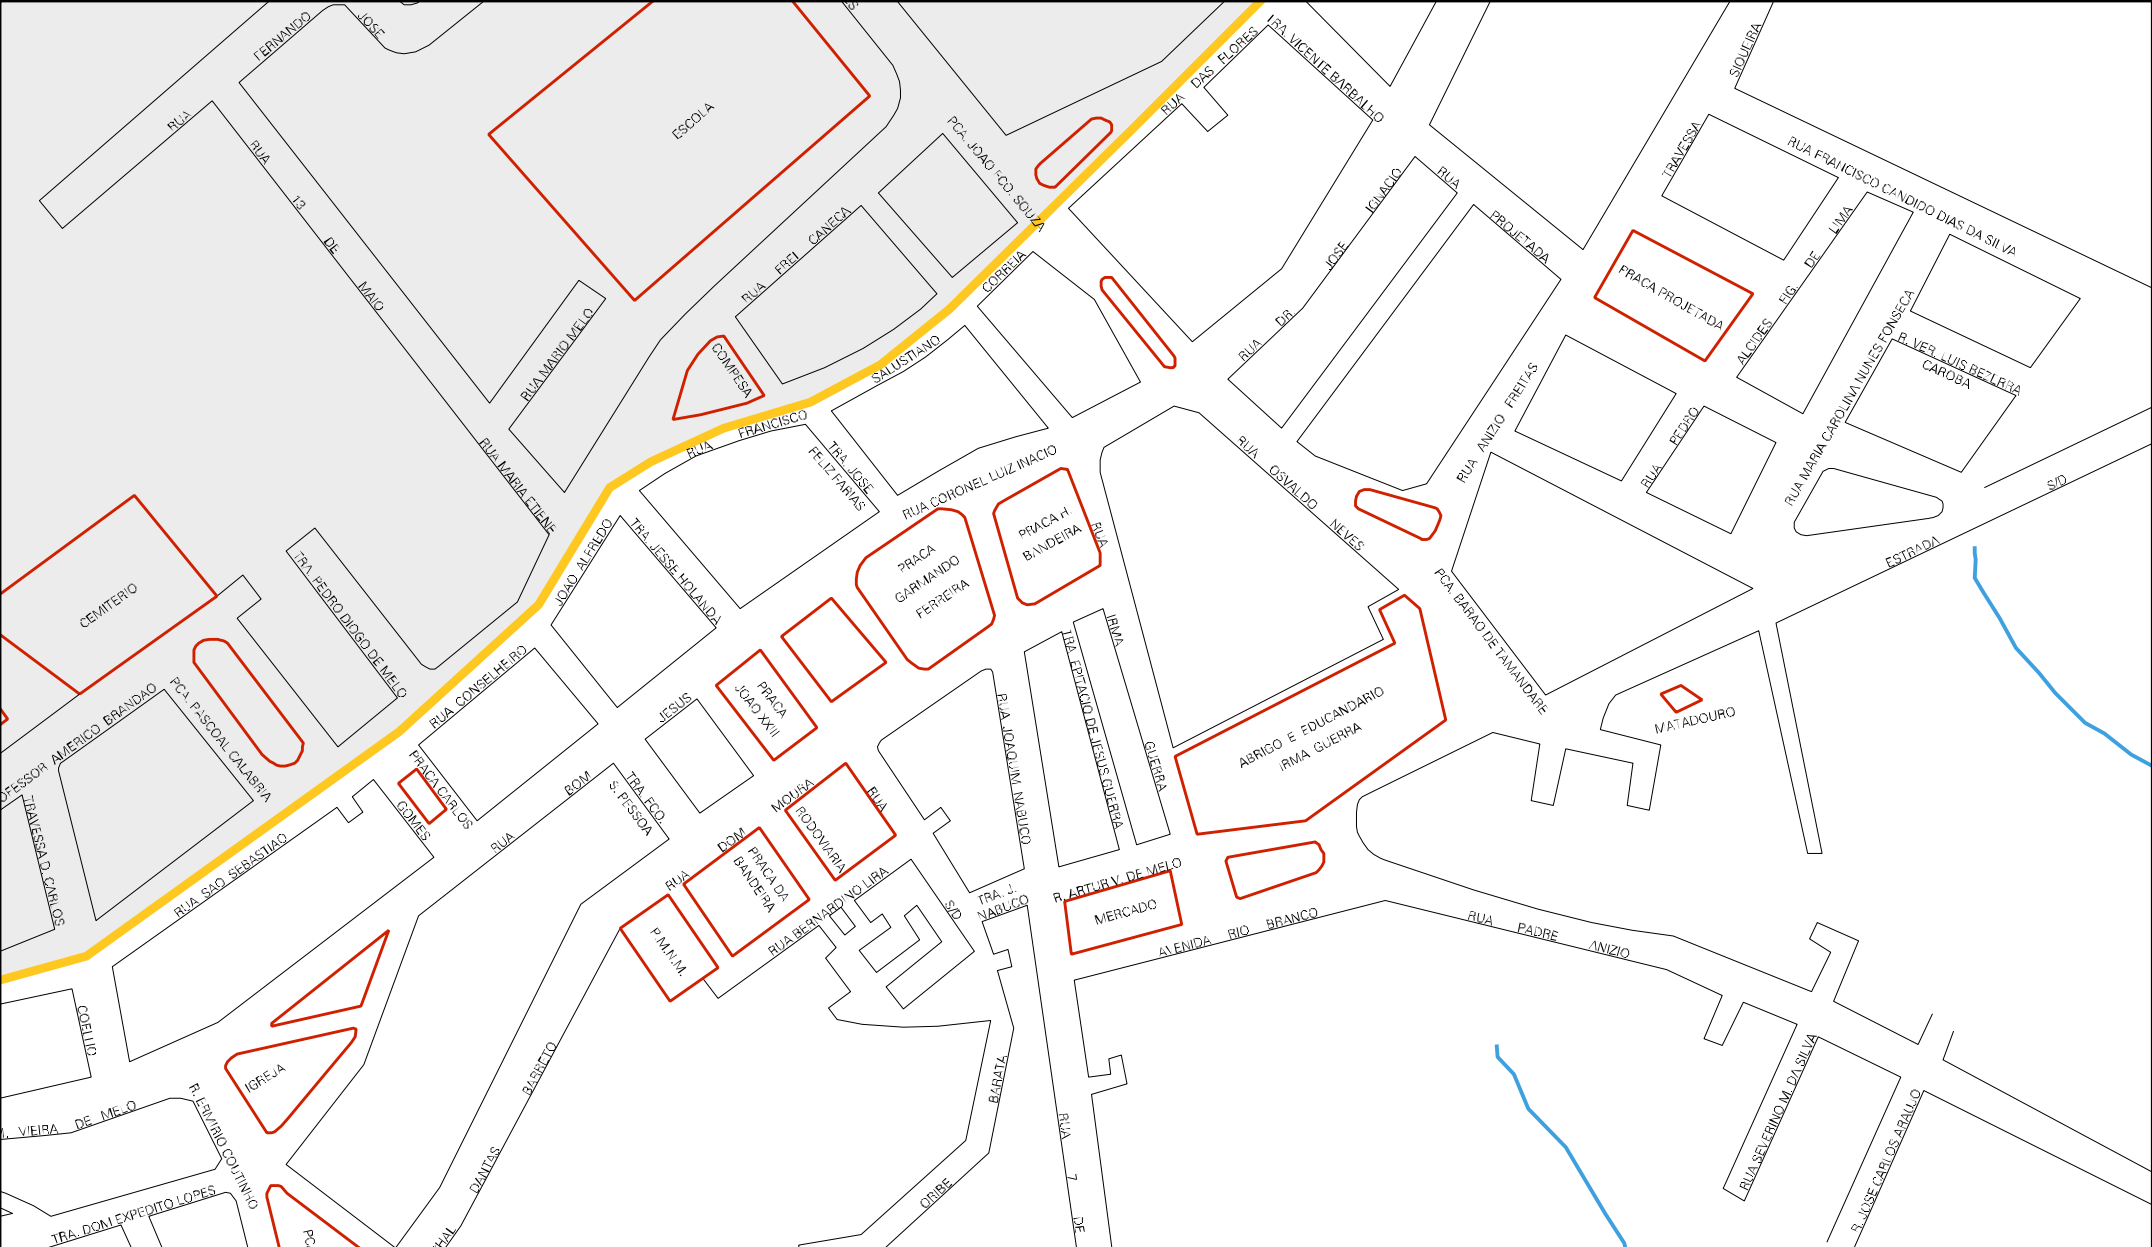 FERNANDO
JOSE
RUA
RUA
13
DE
MAIO
ESCOLA
RUA DAS FLORES
TRA. VICENTE BARBALHO
SIQUEIRA
TRAVESSA
RUA FRANCISCO CANDIDO DIAS DA SILVA
PCA. JOAO FCO. SOUZA
RUA FREI CANECA
RUA MARIO MELO
COMPESA
RUA DR JOSE IGNACIO
RUA PROJETADA
PRACA PROJETADA
ALCIDES FIG. DE LIMA
RUA MARIA CAROLINA NUNES FONSECA
R. VER. LUIS BEZERRA
CAROBA
RUA ANIZIO FREITAS
RUA PEDRO
RUA FRANCISCO SALUSTIANO CORREIA
RUA MARIA ETIENE
TRA. JOSE
FELIZ FARIAS
RUA CORONEL LUIZ INACIO
RUA OSVALDO NEVES
S/D
ESTRADA
CEMITERIO
TRA. PEDRO DIOGO DE MELO
JOAO ALFREDO
TRA. JESSE HOLANDA
PRACA
GARMANDO
FERREIRA
PRACA H.
BANDEIRA
RUA
IRMA
GUERRA
PCA. BARAO DE TAMANDARE
MATADOURO
OFESSOR AMERICO BRANDAO
PCA. PASCOAL CALABRIA
TRAVESSA D. CARLOS
RUA CONSELHEIRO
PRACA CARLOS
GOMES
JESUS
PRACA
JOAO XXIII
TRA. EPITACIO DE JESUS GUERRA
RUA JOAQUIM NABUCO
ABRIGO E EDUCANDARIO
IRMA GUERRA
RUA BOM
TRA. FCO.
S. PESSOA
RUA DOM MOURA
RODOVIARIA
RUA
PRACA DA
BANDEIRA
P.M.N.M.
RUA BERNARDINO LIRA
S/D
TRA. J.
NABUCO
R. ARTUR V. DE MELO
MERCADO
AVENIDA RIO BRANCO
RUA PADRE ANIZIO
RUA SAO SEBASTIAO
COELHO
IGREJA
VIEIRA DE MELO
R. ERMIRIO COUTINHO
TRA. DOM EXPEDITO LOPES
DANTAS BARRETO
ORIBE
BARATA
RUA 7 DE
RUA SEVERINO M. DA SILVA
R. JOSE CARLOS ARAUJO